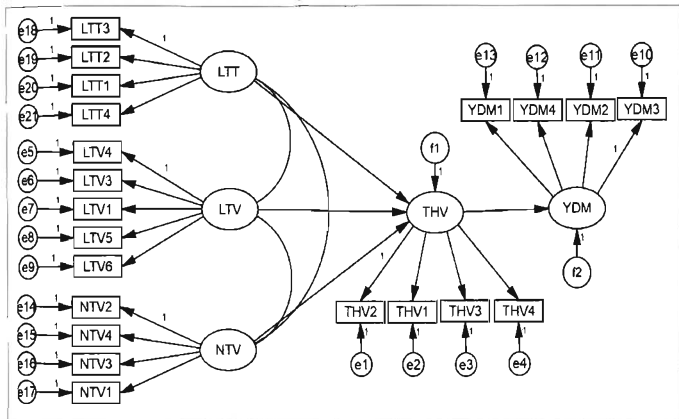 e18 1 LTT3 1
e19 1 LTT2
e20 1 LTT1
e21 1 LTT4
LTT
e5 1 LTV4 1
e6 1 LTV3
e7 1 LTV1
e8 1 LTV5
e9 1 LTV6
LTV
e14 1 NTV2 1
e15 1 NTV4
e16 1 NTV3
e17 1 NTV1
NTV
f1
1
THV
1
THV2 THV1 THV3 THV4
1 1 1 1
e1 e2 e3 e4
e13 e12 e11 e10
1 1 1 1
YDM1 YDM4 YDM2 YDM3
1
YDM
1
f2